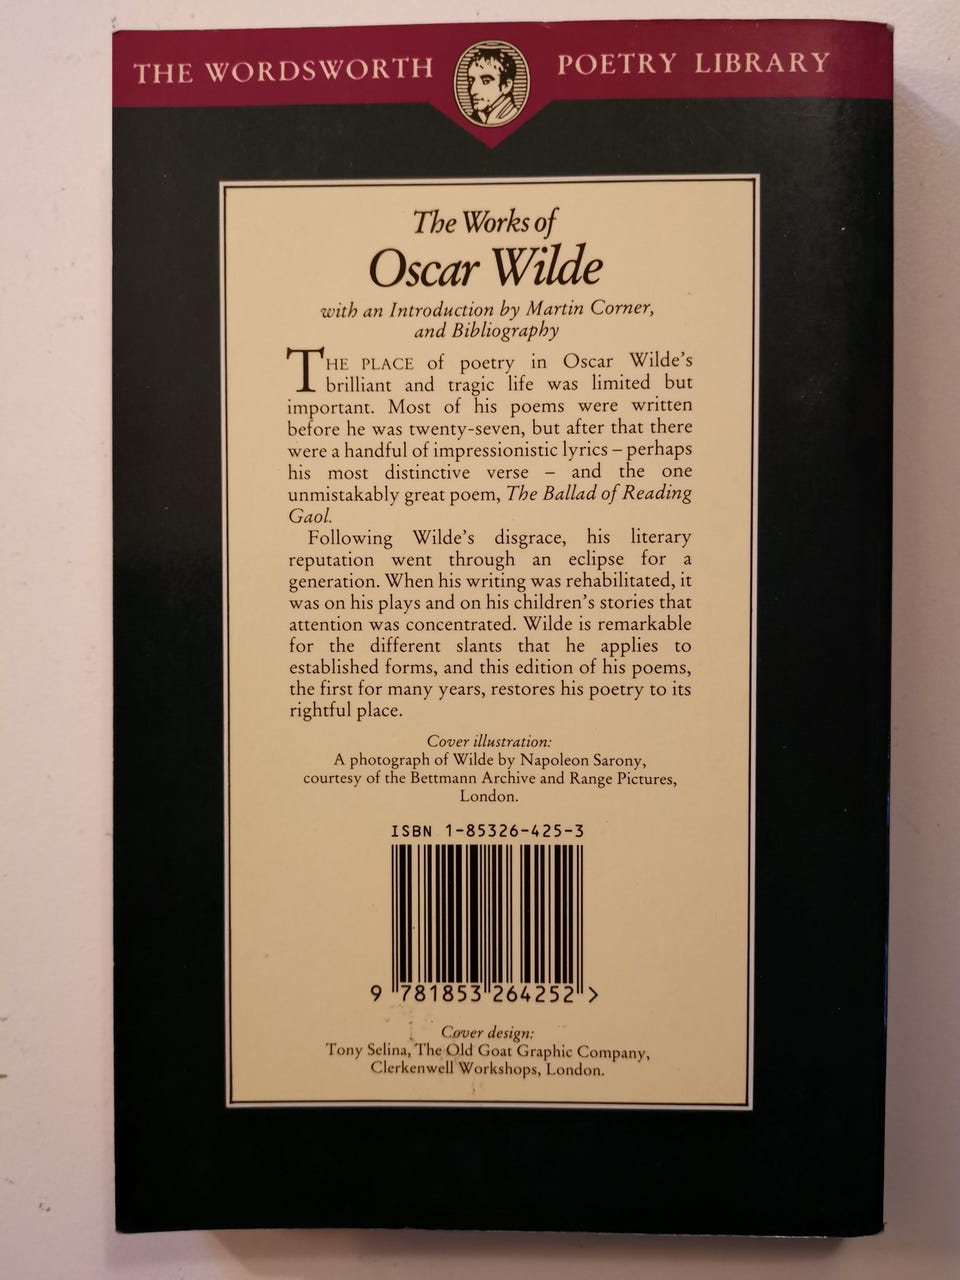 THE WORDSWORTH POETRY LIBRARY
The Works of
Oscar Wilde
with an Introduction by Martin Corner,
and Bibliography
THE PLACE of poetry in Oscar Wilde's
brilliant and tragic life was limited but
important. Most of his poems were written
before he was twenty-seven, but after that there
were a handful of impressionistic lyrics – perhaps
his most distinctive verse – and the one
unmistakably great poem, The Ballad of Reading
Gaol.
Following Wilde's disgrace, his literary
reputation went through an eclipse for a
generation. When his writing was rehabilitated, it
was on his plays and on his children's stories that
attention was concentrated. Wilde is remarkable
for the different slants that he applies to
established forms, and this edition of his poems,
the first for many years, restores his poetry to its
rightful place.
Cover illustration:
A photograph of Wilde by Napoleon Sarony,
courtesy of the Bettmann Archive and Range Pictures,
London.
ISBN 1-85326-425-3
9 781853 264252 >
Cover design:
Tony Selina, The Old Goat Graphic Company,
Clerkenwell Workshops, London.